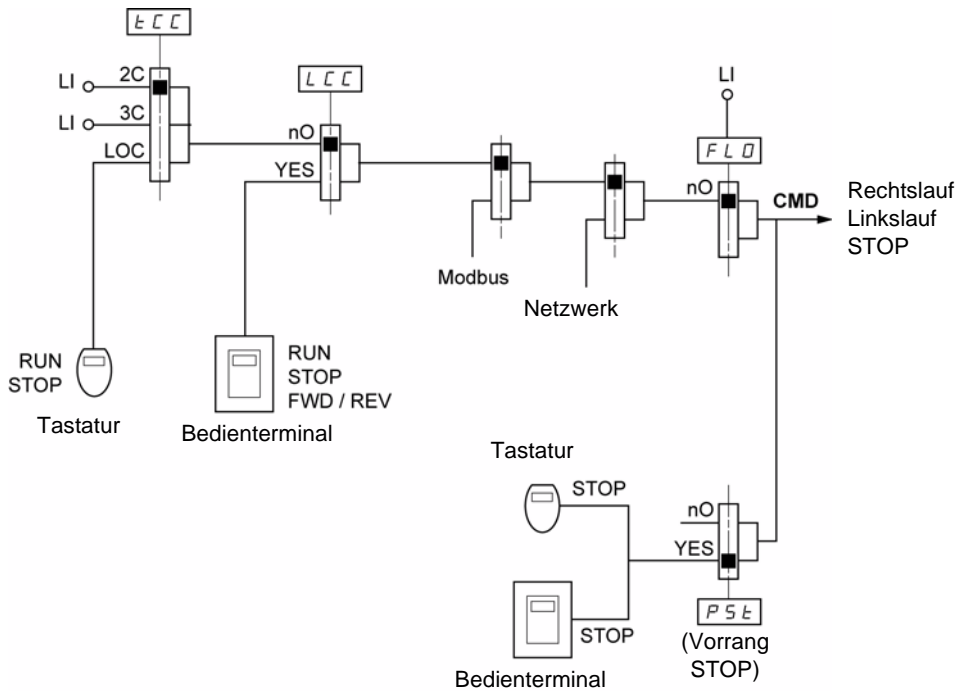 tCC
LI
2C
LI
3C
LOC
LCC
nO
YES
LI
FLO
nO
CMD
Rechtslauf
Linkslauf
STOP
Modbus
Netzwerk
RUN
STOP
Tastatur
RUN
STOP
FWD / REV
Bedienterminal
Tastatur
STOP
nO
YES
PSt
(Vorrang
STOP)
STOP
Bedienterminal